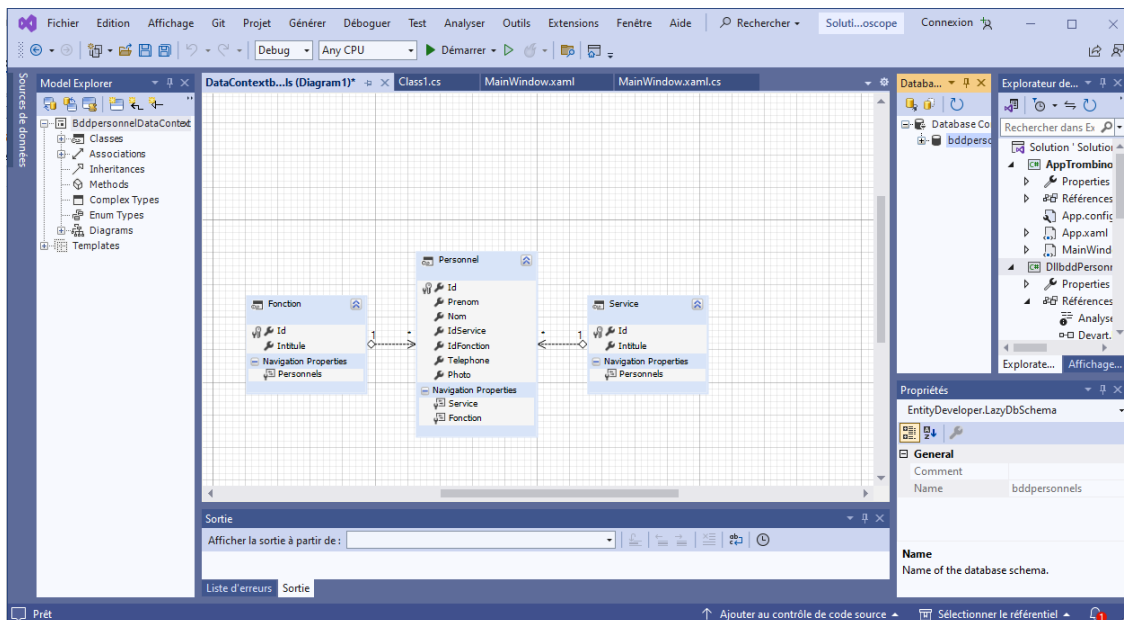 Fichier Edition Affichage Git Projet Générer Déboguer Test Analyser Outils Extensions Fenêtre Aide Rechercher Soluti...oscope Connexion
Debug Any CPU Démarrer
Sources de données
Model Explorer
BddpersonnelDataContext
Classes
Associations
Inheritances
Methods
Complex Types
Enum Types
Diagrams
Templates
DataContextb...ls (Diagram1)* Class1.cs MainWindow.xaml MainWindow.xaml.cs
Fonction
Id
Intitule
Navigation Properties
Personnels
1
*
Personnel
Id
Prenom
Nom
IdService
IdFonction
Telephone
Photo
Navigation Properties
Service
Fonction
*
1
Service
Id
Intitule
Navigation Properties
Personnels
Sortie
Afficher la sortie à partir de :
Liste d'erreurs Sortie
Databa...
Database Co
bddperso
Explorateur de...
Rechercher dans Ex
Solution ' Solution
AppTrombino
Properties
Références
App.config
App.xaml
MainWind
DllbddPersonn
Properties
Références
Analyse
Devart.
Explorate... Affichage...
Propriétés
EntityDeveloper.LazyDbSchema
General
Comment
Name bddpersonnels
Name
Name of the database schema.
Prêt Ajouter au contrôle de code source Sélectionner le référentiel 1